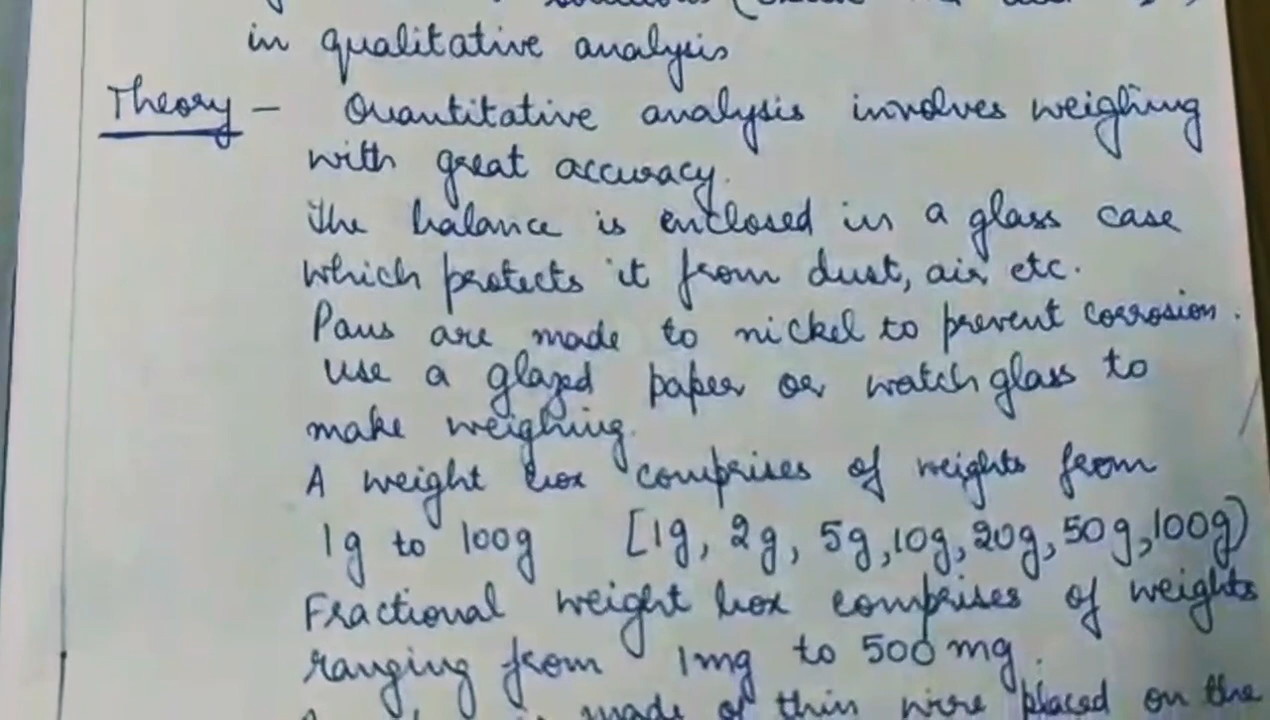 in qualitative analysis
Theory - Quantitative analysis involves weighing
with great accuracy.
The balance is enclosed in a glass case
which protects it from dust, air etc.
Pans are made to nickel to prevent corrosion.
Use a glazed paper or watch glass to
make weighing.
A weight box comprises of weights from
1g to 100g [1g, 2g, 5g, 10g, 20g, 50g, 100g)
Fractional weight box comprises of weights
ranging from 1mg to 500 mg.
made of thin wire placed on the